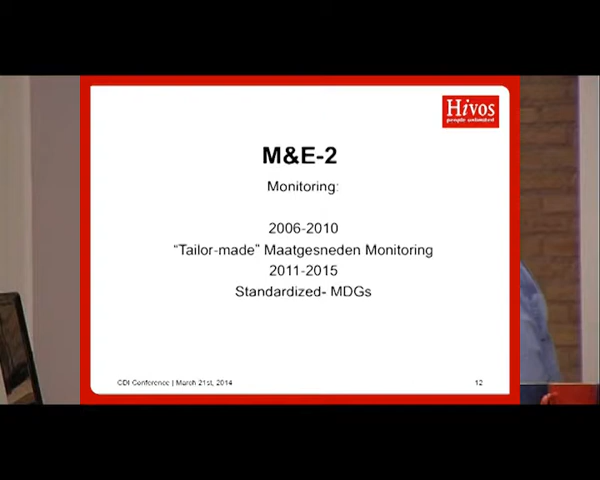 Hivos
people unlimited
M&E-2
Monitoring:
2006-2010
“Tailor-made” Maatgesneden Monitoring
2011-2015
Standardized- MDGs
CDI Conference | March 21st, 2014
12